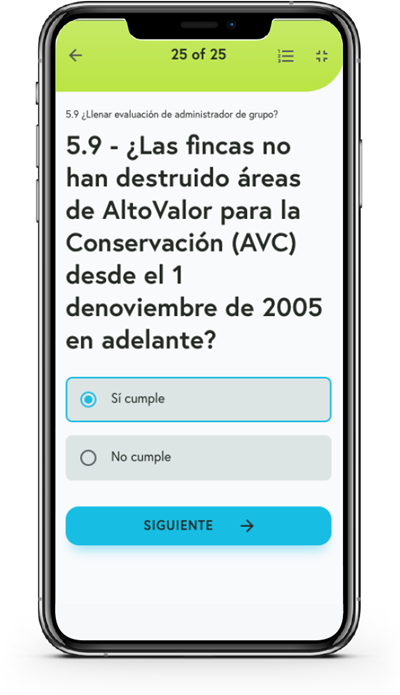 25 of 25
5.9 ¿Llenar evaluación de administrador de grupo?
5.9 - ¿Las fincas no
han destruido áreas
de AltoValor para la
Conservación (AVC)
desde el 1
denoviembre de 2005
en adelante?
Sí cumple
No cumple
SIGUIENTE